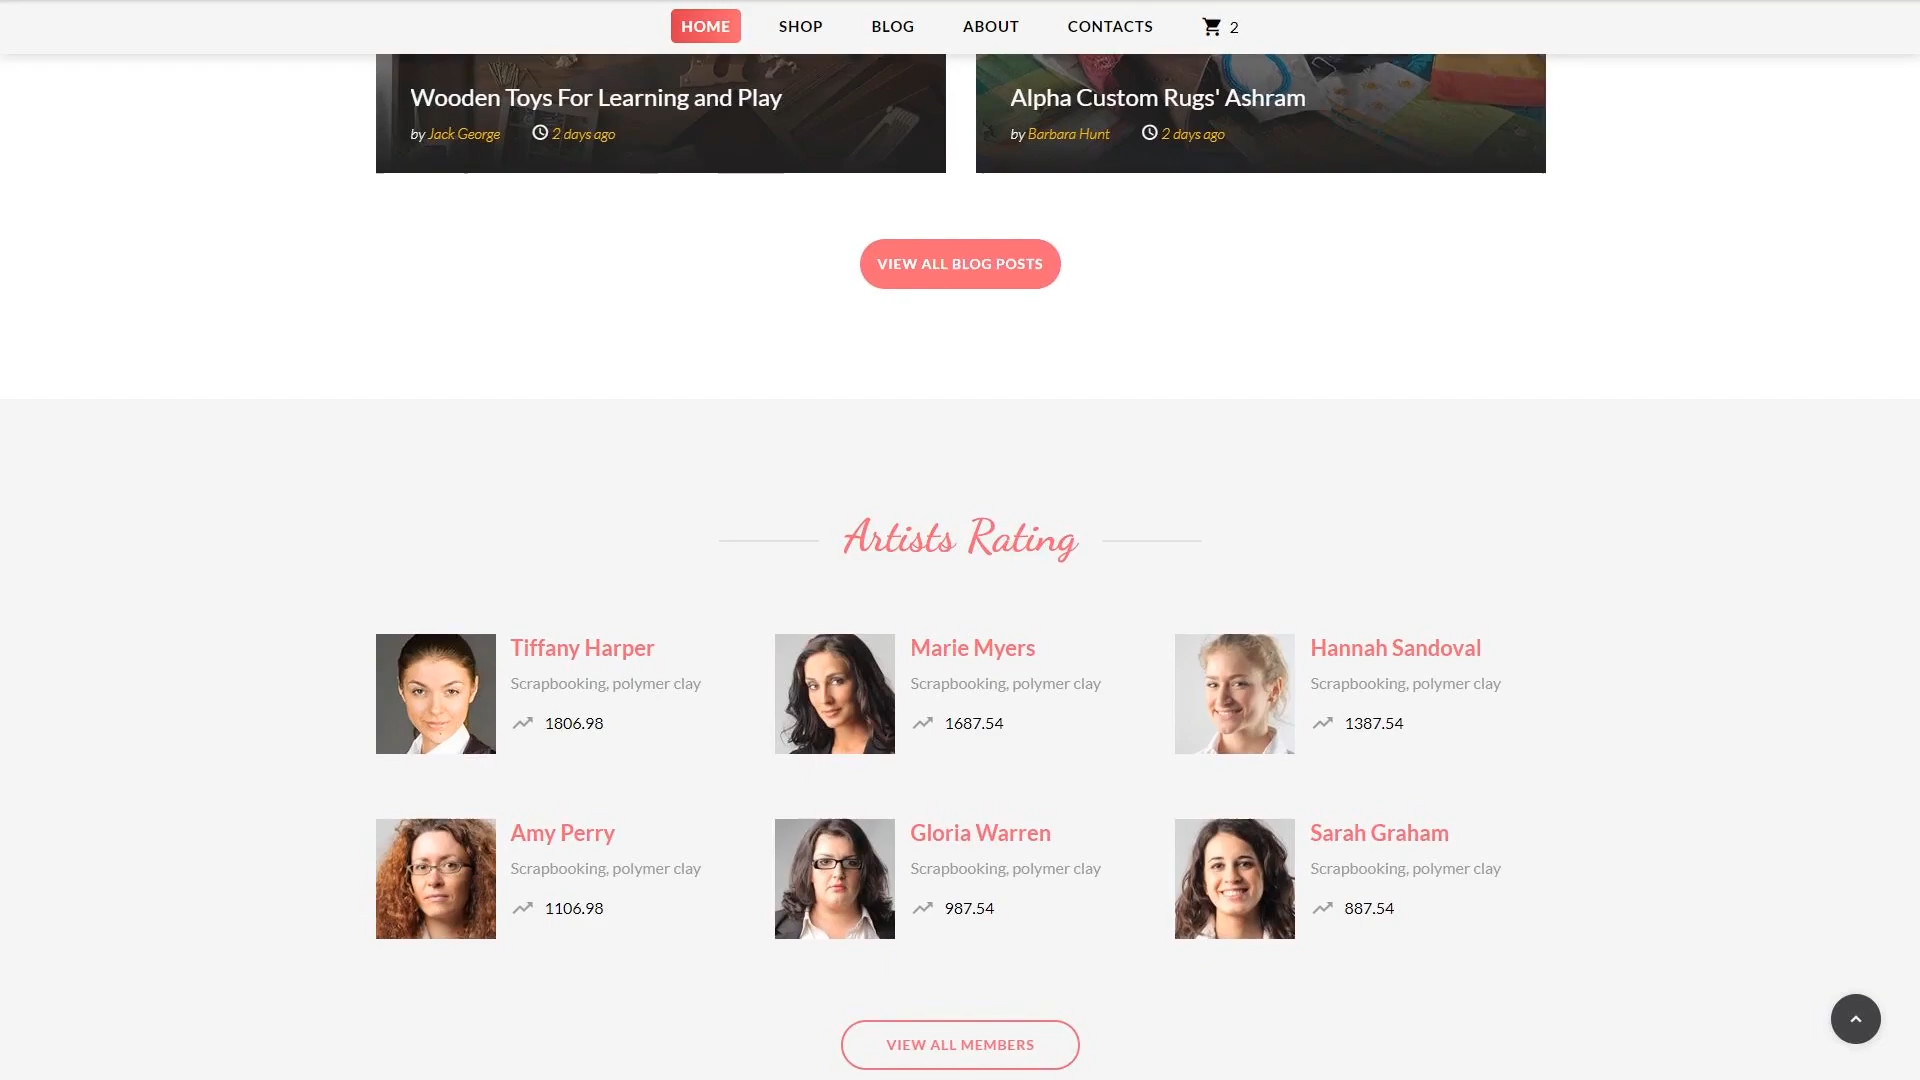 HOME SHOP BLOG ABOUT CONTACTS 2
Wooden Toys For Learning and Play
by Jack George 2 days ago
Alpha Custom Rugs' Ashram
by Barbara Hunt 2 days ago
VIEW ALL BLOG POSTS
Artists Rating
Tiffany Harper
Scrapbooking, polymer clay
1806.98
Marie Myers
Scrapbooking, polymer clay
1687.54
Hannah Sandoval
Scrapbooking, polymer clay
1387.54
Amy Perry
Scrapbooking, polymer clay
1106.98
Gloria Warren
Scrapbooking, polymer clay
987.54
Sarah Graham
Scrapbooking, polymer clay
887.54
VIEW ALL MEMBERS